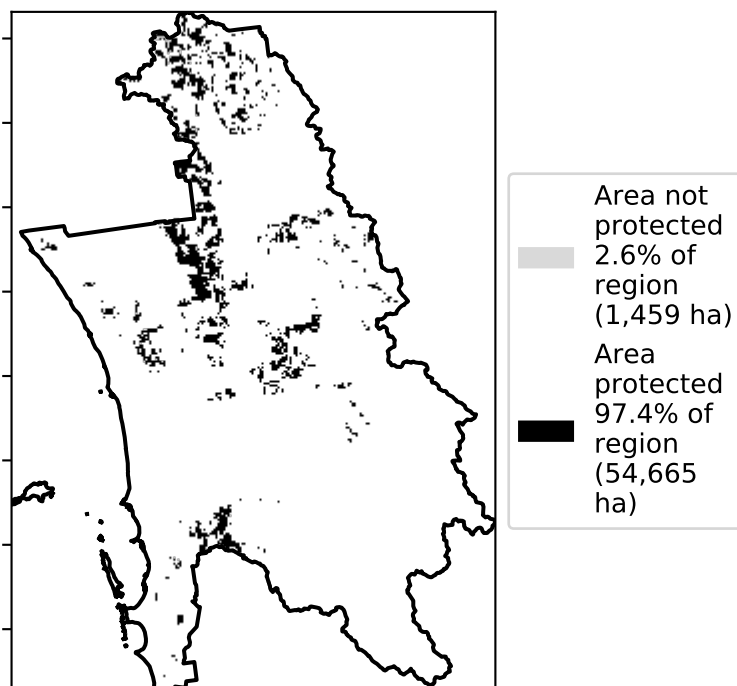 Area not
protected
2.6% of
region
(1,459 ha)
Area
protected
97.4% of
region
(54,665
ha)